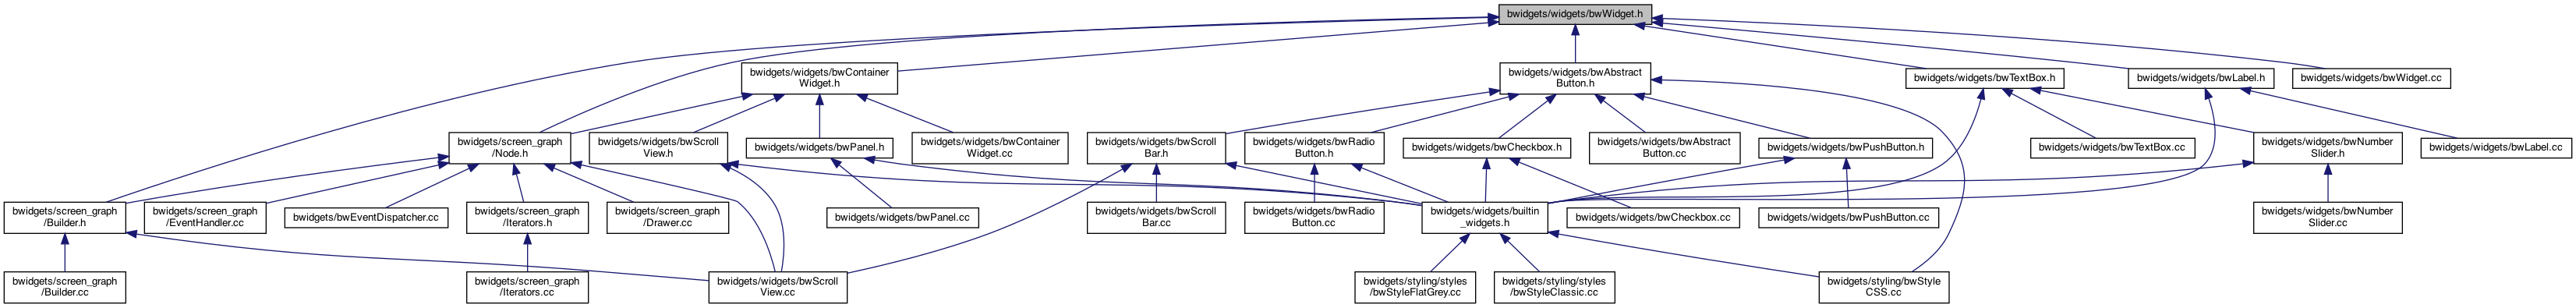 bwidgets/widgets/bwWidget.h
bwidgets/widgets/bwContainer
Widget.h
bwidgets/widgets/bwAbstract
Button.h
bwidgets/widgets/bwTextBox.h
bwidgets/widgets/bwLabel.h
bwidgets/widgets/bwWidget.cc
bwidgets/screen_graph
/Node.h
bwidgets/widgets/bwScroll
View.h
bwidgets/widgets/bwPanel.h
bwidgets/widgets/bwContainer
Widget.cc
bwidgets/widgets/bwScroll
Bar.h
bwidgets/widgets/bwRadio
Button.h
bwidgets/widgets/bwCheckbox.h
bwidgets/widgets/bwAbstract
Button.cc
bwidgets/widgets/bwPushButton.h
bwidgets/widgets/bwTextBox.cc
bwidgets/widgets/bwNumber
Slider.h
bwidgets/widgets/bwLabel.cc
bwidgets/screen_graph
/Builder.h
bwidgets/screen_graph
/EventHandler.cc
bwidgets/bwEventDispatcher.cc
bwidgets/screen_graph
/Iterators.h
bwidgets/screen_graph
/Drawer.cc
bwidgets/widgets/bwPanel.cc
bwidgets/widgets/bwScroll
Bar.cc
bwidgets/widgets/bwRadio
Button.cc
bwidgets/widgets/builtin
_widgets.h
bwidgets/widgets/bwCheckbox.cc
bwidgets/widgets/bwPushButton.cc
bwidgets/widgets/bwNumber
Slider.cc
bwidgets/screen_graph
/Builder.cc
bwidgets/screen_graph
/Iterators.cc
bwidgets/widgets/bwScroll
View.cc
bwidgets/styling/styles
/bwStyleFlatGrey.cc
bwidgets/styling/styles
/bwStyleClassic.cc
bwidgets/styling/bwStyle
CSS.cc